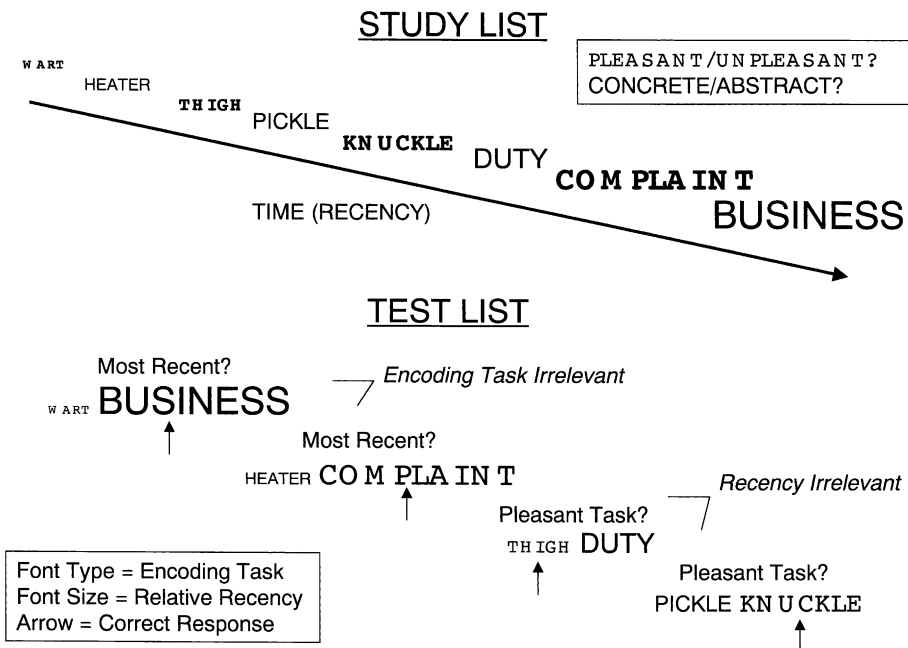 STUDY LIST
PLEASANT/UNPLEASANT?
CONCRETE/ABSTRACT?
WART
HEATER
THIGH
PICKLE
KNUCKLE
DUTY
COMPLAINT
BUSINESS
TIME (RECENCY)
TEST LIST
Most Recent?
WART BUSINESS
Encoding Task Irrelevant
Most Recent?
HEATER COMPLAINT
Recency Irrelevant
Pleasant Task?
THIGH DUTY
Pleasant Task?
PICKLE KNUCKLE
Font Type = Encoding Task
Font Size = Relative Recency
Arrow = Correct Response